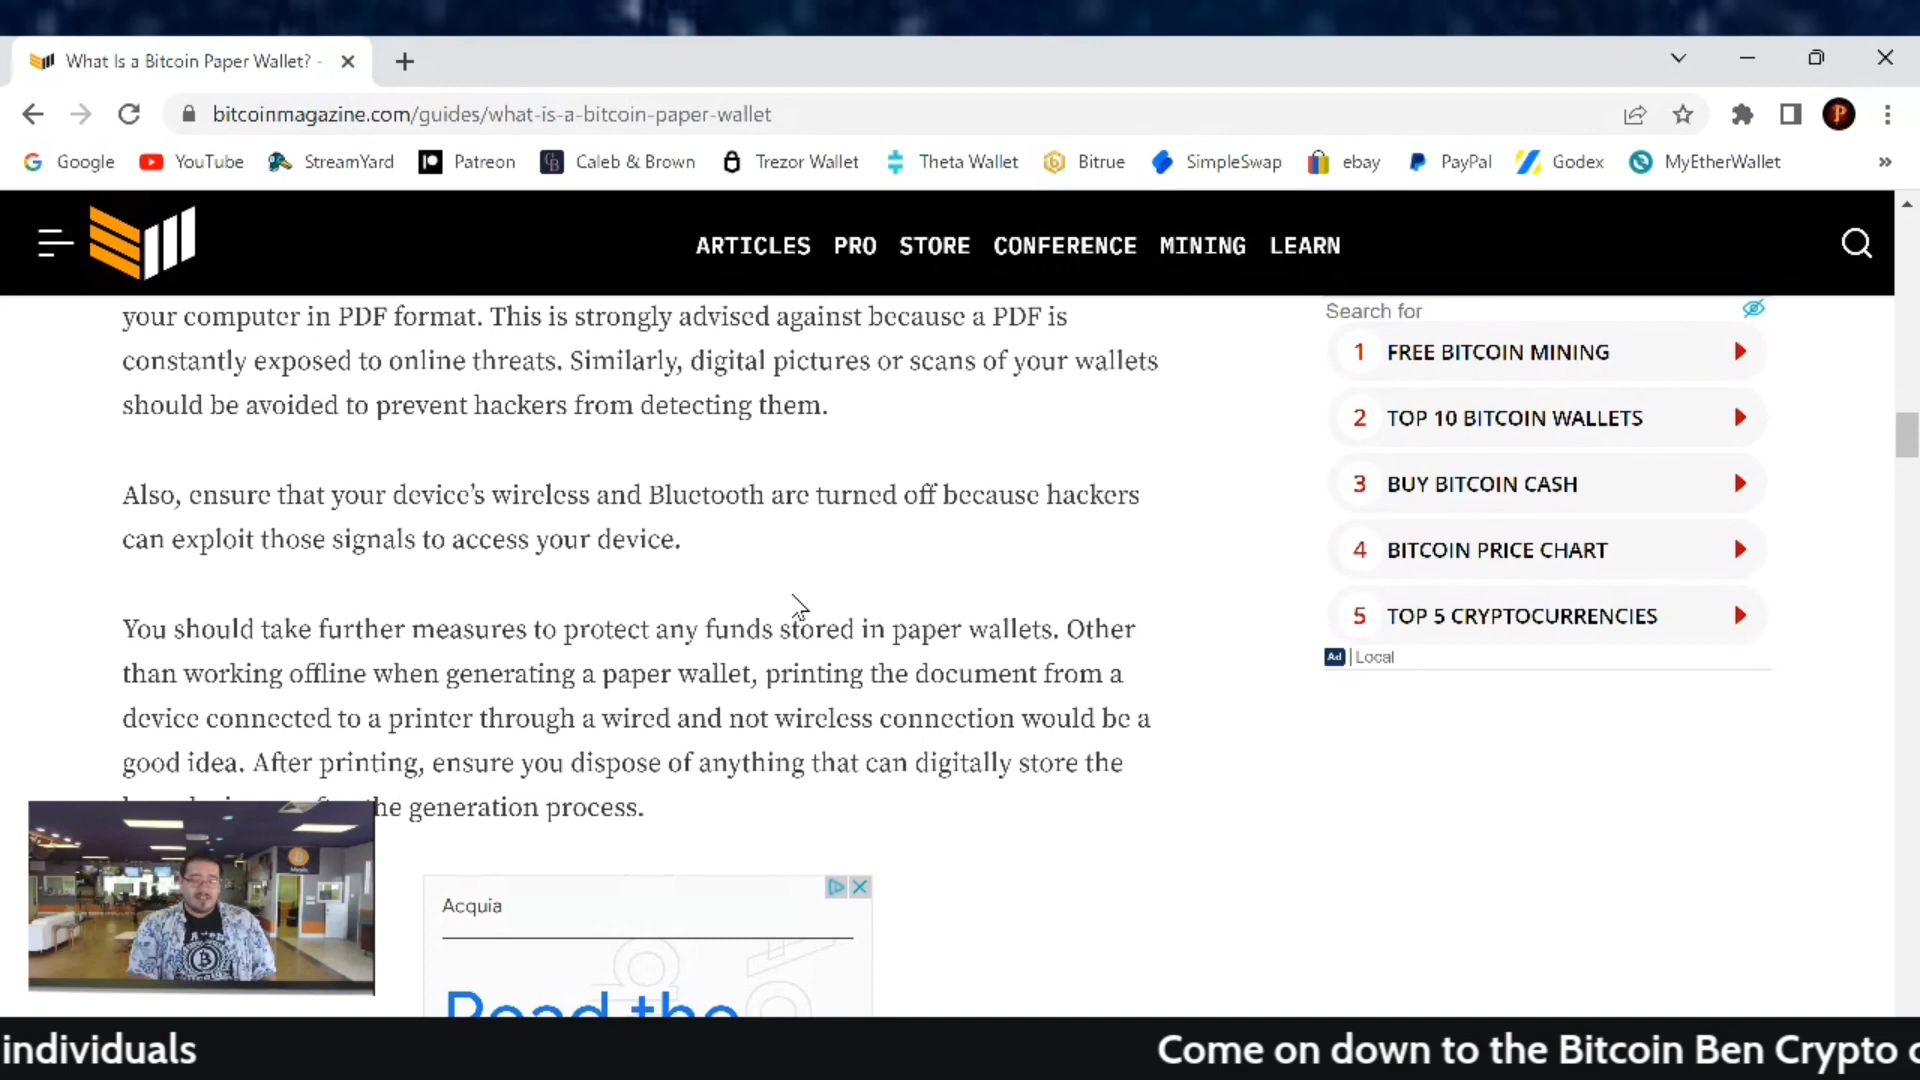 What Is a Bitcoin Paper Wallet? -
bitcoinmagazine.com/guides/what-is-a-bitcoin-paper-wallet
Google YouTube StreamYard Patreon Caleb & Brown Trezor Wallet Theta Wallet Bitrue SimpleSwap ebay PayPal Godex MyEtherWallet »
ARTICLES PRO STORE CONFERENCE MINING LEARN
your computer in PDF format. This is strongly advised against because a PDF is
constantly exposed to online threats. Similarly, digital pictures or scans of your wallets
should be avoided to prevent hackers from detecting them.
Also, ensure that your device’s wireless and Bluetooth are turned off because hackers
can exploit those signals to access your device.
You should take further measures to protect any funds stored in paper wallets. Other
than working offline when generating a paper wallet, printing the document from a
device connected to a printer through a wired and not wireless connection would be a
good idea. After printing, ensure you dispose of anything that can digitally store the
the generation process.
Search for
1 FREE BITCOIN MINING
2 TOP 10 BITCOIN WALLETS
3 BUY BITCOIN CASH
4 BITCOIN PRICE CHART
5 TOP 5 CRYPTOCURRENCIES
Ad | Local
Acquia
Read the
individuals
Come on down to the Bitcoin Ben Crypto